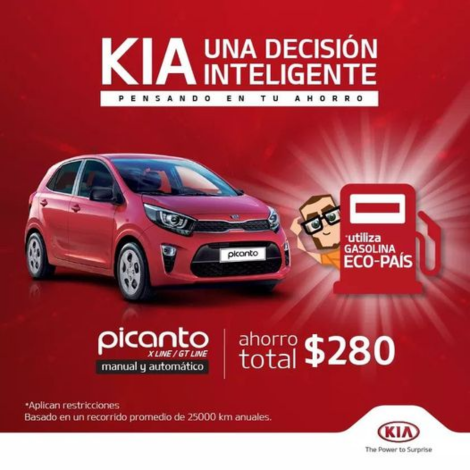 KIA UNA DECISIÓN
INTELIGENTE
PENSANDO EN TU AHORRO
picanto
*utiliza
GASOLINA
ECO-PAÍS
picanto
X LINE / GT LINE
manual y automático
ahorro
total $280
*Aplican restricciones
Basado en un recorrido promedio de 25000 km anuales.
KIA
The Power to Surprise